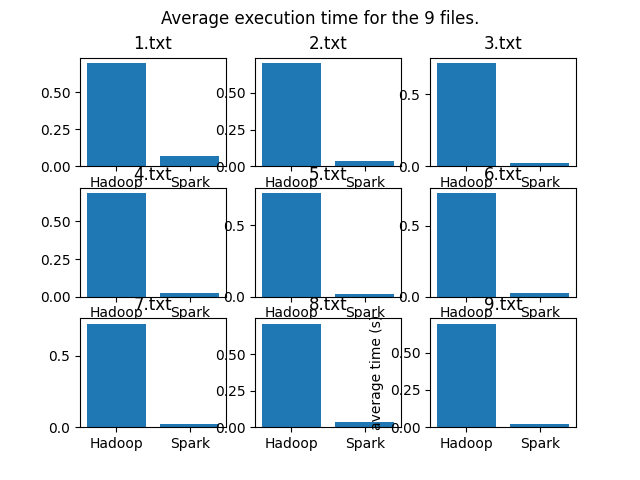 Average execution time for the 9 files.
1.txt
2.txt
3.txt
0.50
0.25
0.00
Hadoop Spark
0.50
0.25
0.00
Hadoop Spark
0.5
0.0
Hadoop Spark
4.txt
5.txt
6.txt
0.50
0.25
0.00
Hadoop Spark
0.5
0.0
Hadoop Spark
0.5
0.0
Hadoop Spark
7.txt
8.txt
9.txt
0.5
0.0
Hadoop Spark
0.50
0.25
0.00
Hadoop Spark
average time (s)
0.50
0.25
0.00
Hadoop Spark